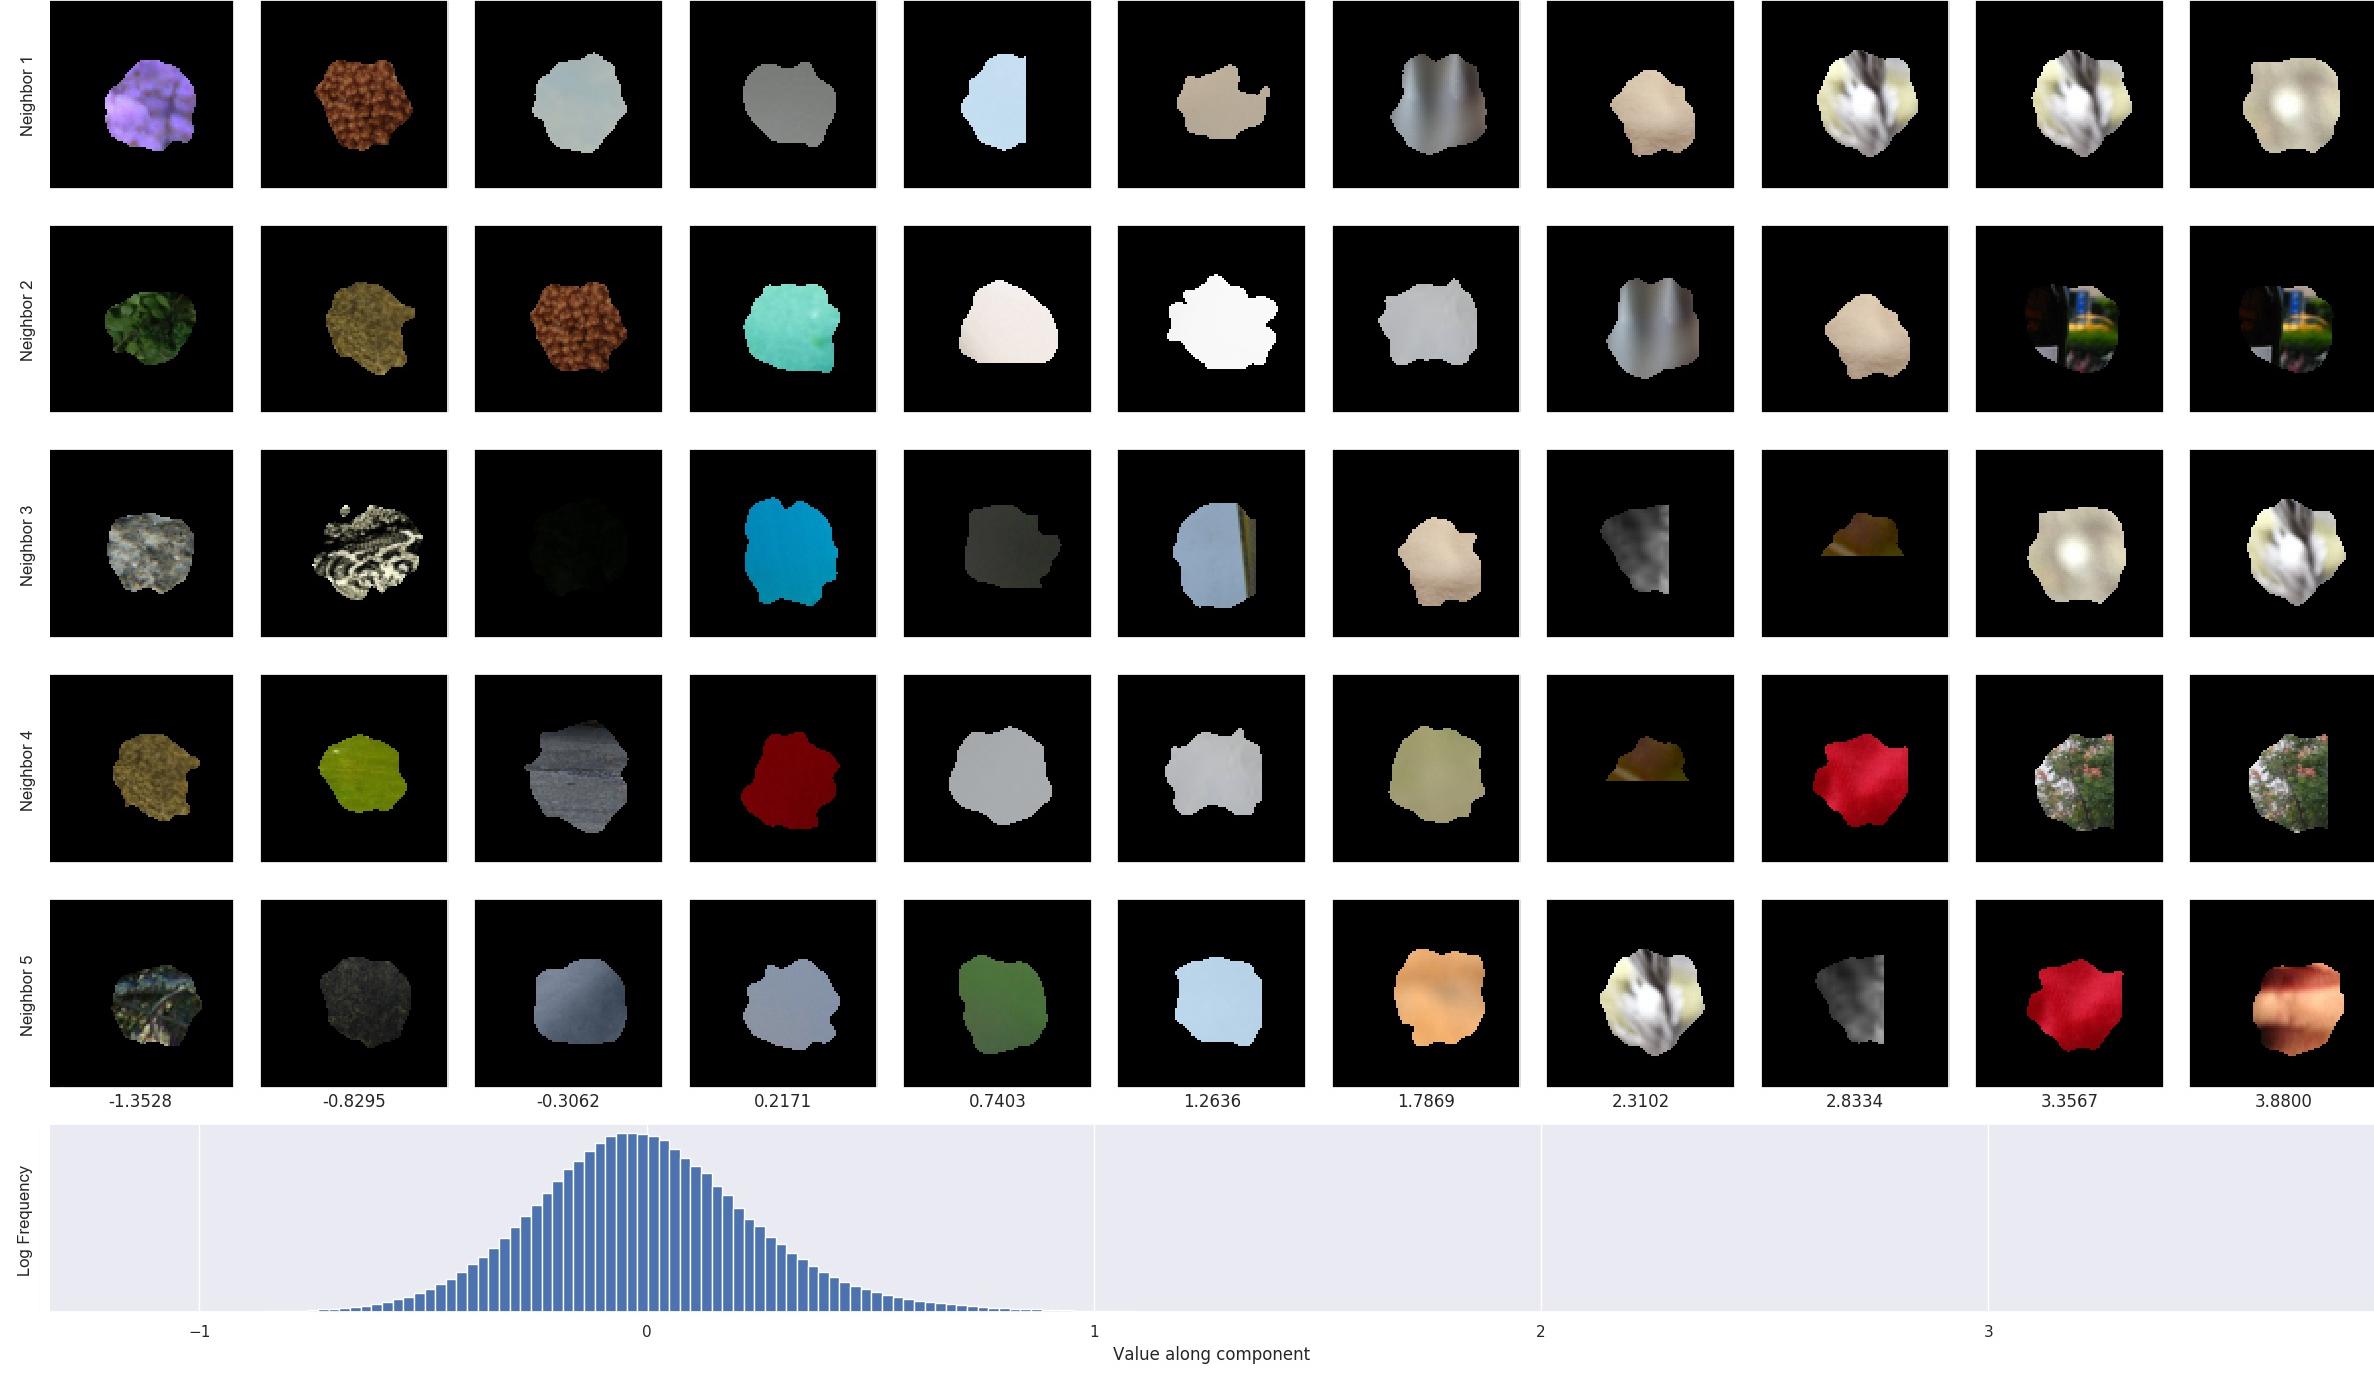 Neighbor 1
Neighbor 2
Neighbor 3
Neighbor 4
Neighbor 5
-1.3528 -0.8295 -0.3062 0.2171 0.7403 1.2636 1.7869 2.3102 2.8334 3.3567 3.8800
Log Frequency
−1 0 1 2 3
Value along component